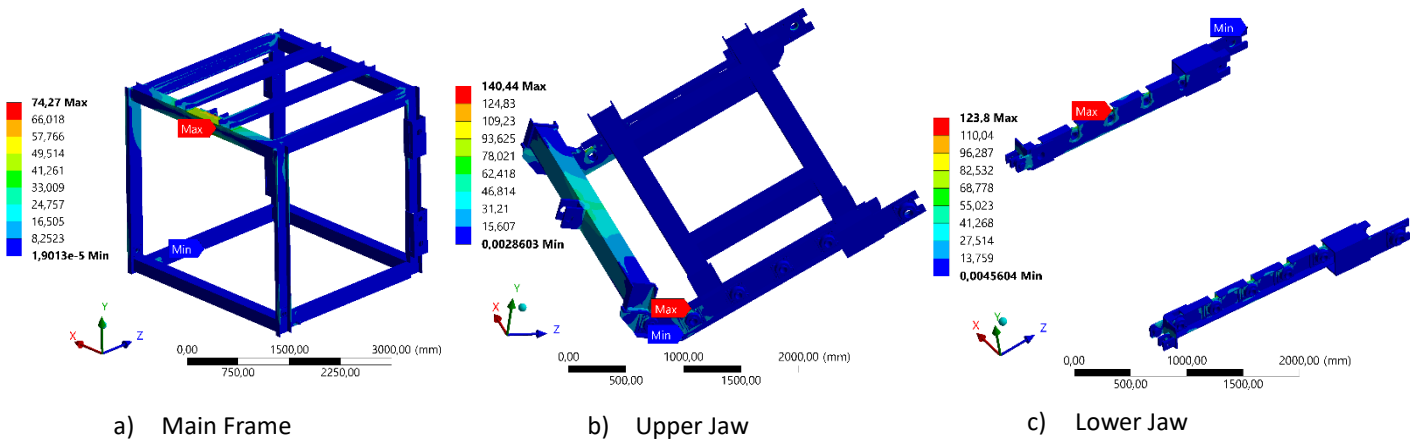 74,27 Max
66,018
57,766
49,514
41,261
33,009
24,757
16,505
8,2523
1,9013e-5 Min
Max
Min
Y
X
Z
0,00 1500,00 3000,00 (mm)
750,00 2250,00
a) Main Frame
140,44 Max
124,83
109,23
93,625
78,021
62,418
46,814
31,21
15,607
0,0028603 Min
Max
Min
Y
X
Z
0,00 1000,00 2000,00 (mm)
500,00 1500,00
b) Upper Jaw
Min
Max
123,8 Max
110,04
96,287
82,532
68,778
55,023
41,268
27,514
13,759
0,0045604 Min
Y
X
Z
0,00 1000,00 2000,00 (mm)
500,00 1500,00
c) Lower Jaw